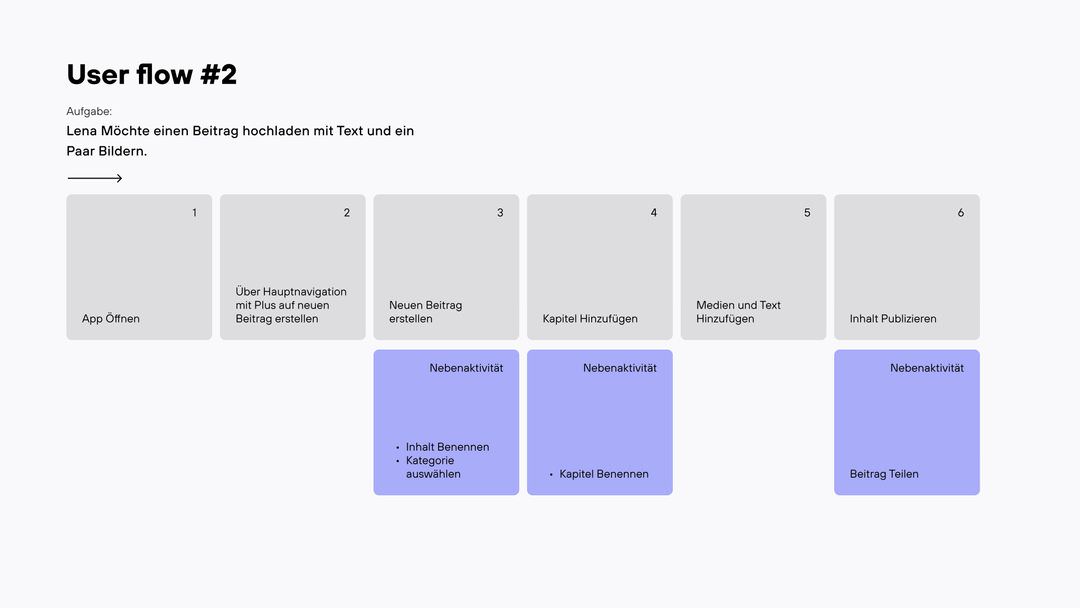 User flow #2
Aufgabe:
Lena Möchte einen Beitrag hochladen mit Text und ein
Paar Bildern.
1
App Öffnen
2
Über Hauptnavigation
mit Plus auf neuen
Beitrag erstellen
3
Neuen Beitrag
erstellen
4
Kapitel Hinzufügen
5
Medien und Text
Hinzufügen
6
Inhalt Publizieren
Nebenaktivität
• Inhalt Benennen
• Kategorie
auswählen
Nebenaktivität
• Kapitel Benennen
Nebenaktivität
Beitrag Teilen